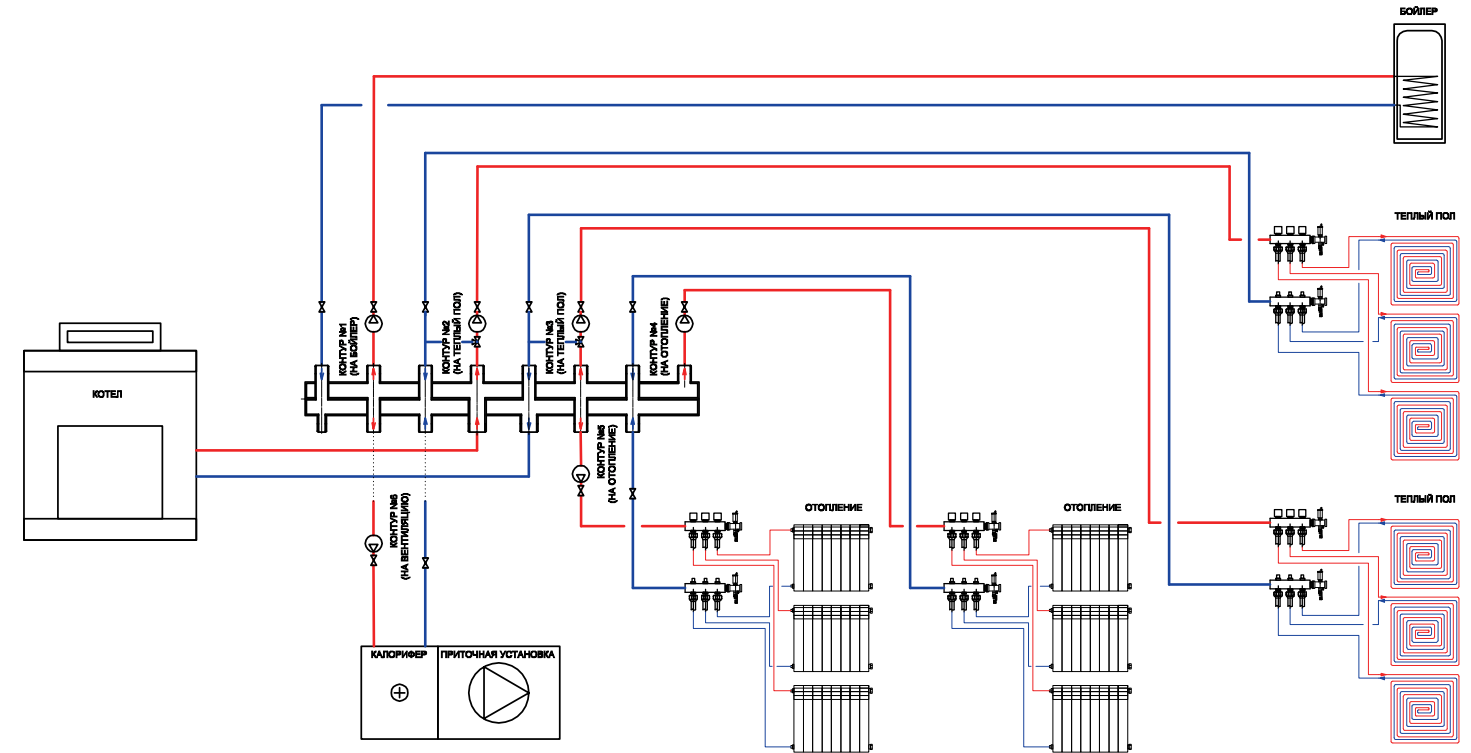 БОЙЛЕР
ТЕПЛЫЙ ПОЛ
КОНТУР №1
(НА БОЙЛЕР)
КОНТУР №2
(НА ТЕПЛЫЙ ПОЛ)
КОНТУР №3
(НА ТЕПЛЫЙ ПОЛ)
КОНТУР №4
(НА ОТОПЛЕНИЕ)
КОТЕЛ
КОНТУР №5
(НА ОТОПЛЕНИЕ)
КОНТУР №6
(НА ВЕНТИЛЯЦИЮ)
ОТОПЛЕНИЕ
ОТОПЛЕНИЕ
ТЕПЛЫЙ ПОЛ
КАЛОРИФЕР
ПРИТОЧНАЯ УСТАНОВКА